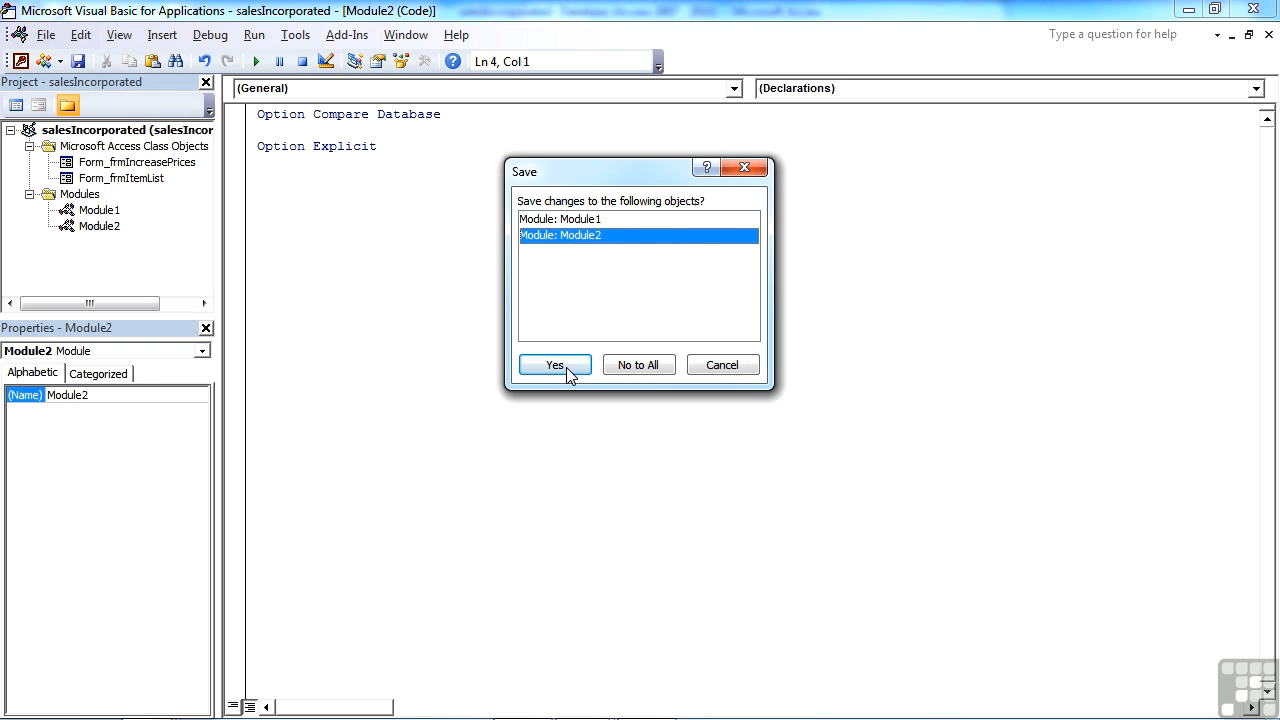 Microsoft Visual Basic for Applications - salesIncorporated - [Module2 (Code)]
File Edit View Insert Debug Run Tools Add-Ins Window Help
Type a question for help
Ln 4, Col 1
Project - salesIncorporated
(General)
(Declarations)
salesIncorporated (salesIncor
Microsoft Access Class Objects
Form_frmIncreasePrices
Form_frmItemList
Modules
Module1
Module2
Option Compare Database
Option Explicit
Save
Save changes to the following objects?
Module: Module1
Module: Module2
Yes
No to All
Cancel
Properties - Module2
Module2 Module
Alphabetic
Categorized
(Name) Module2